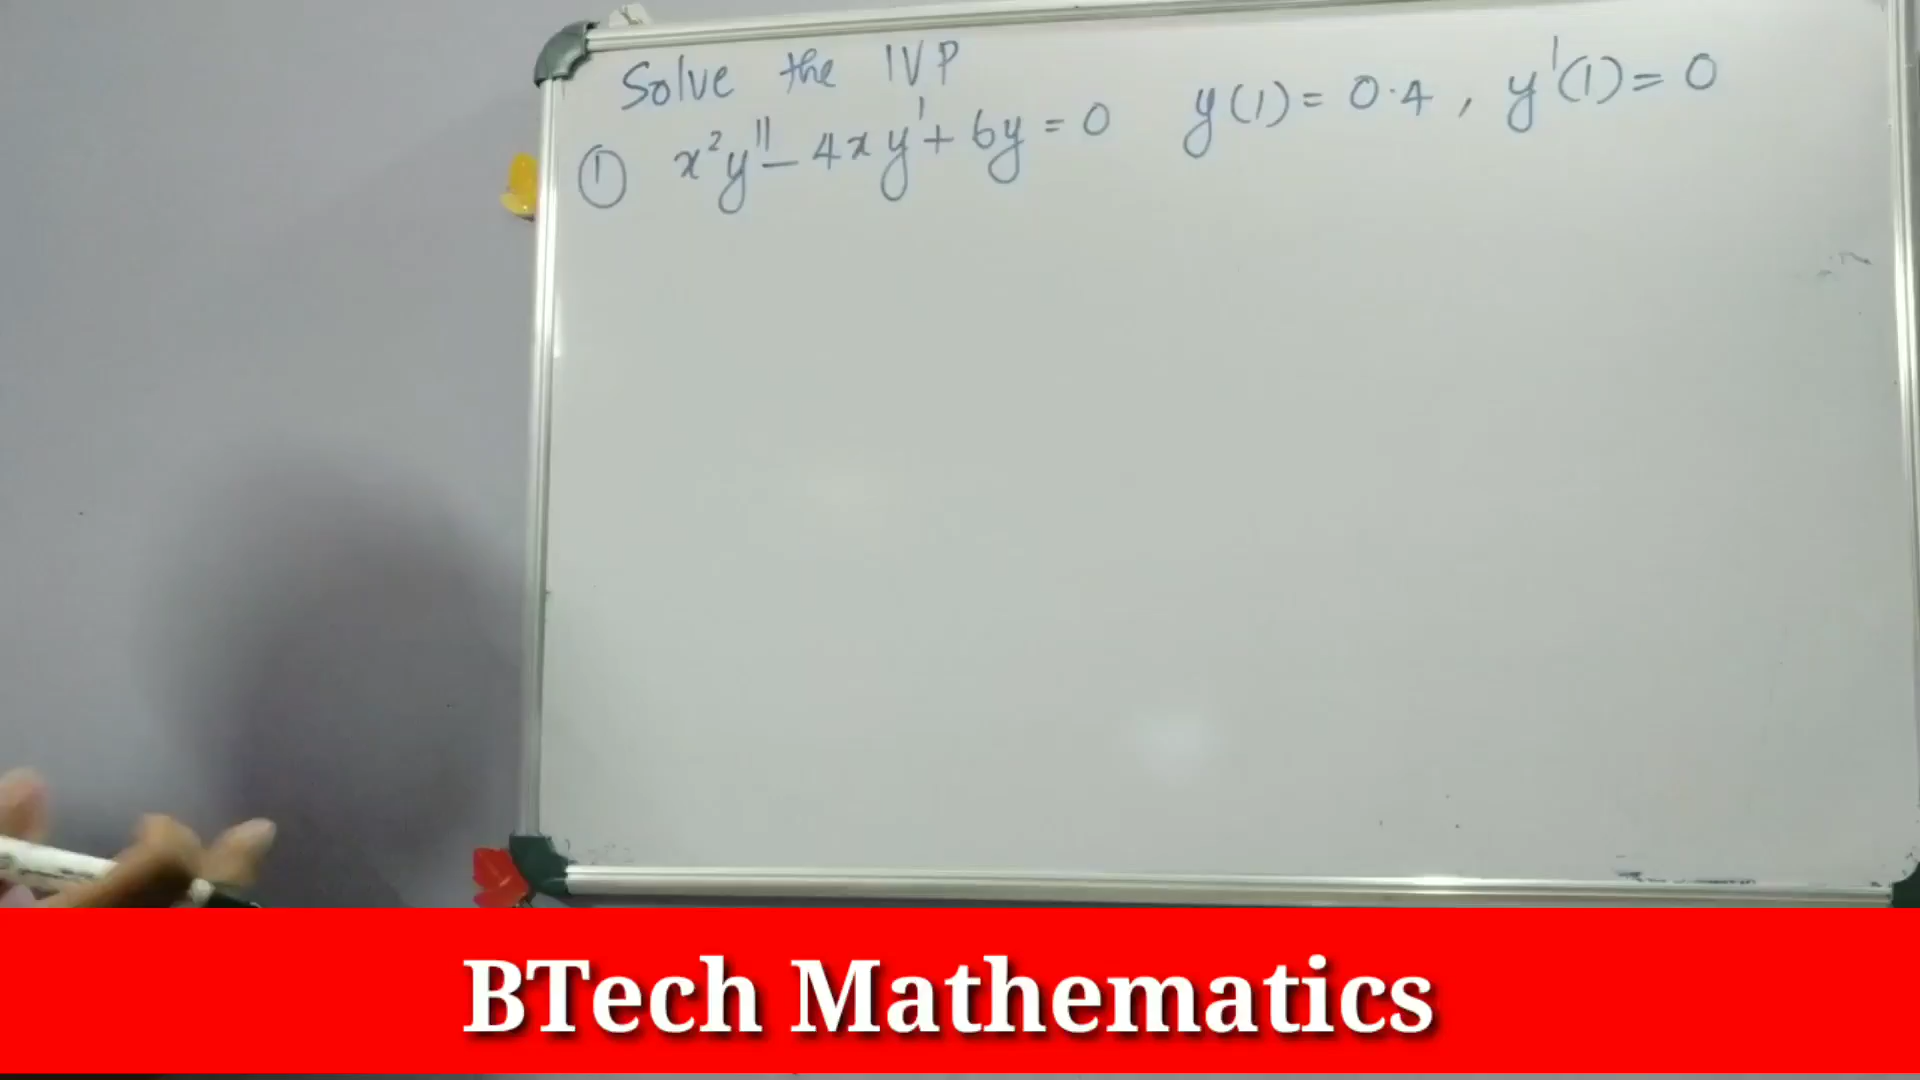 Solve the IVP
① x²y'' - 4xy' + 6y = 0 y(1) = 0.4, y'(1) = 0
BTech Mathematics